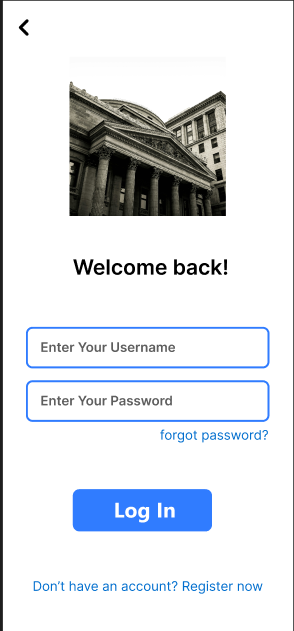 Welcome back!
Enter Your Username
Enter Your Password
forgot password?
Log In
Don’t have an account? Register now